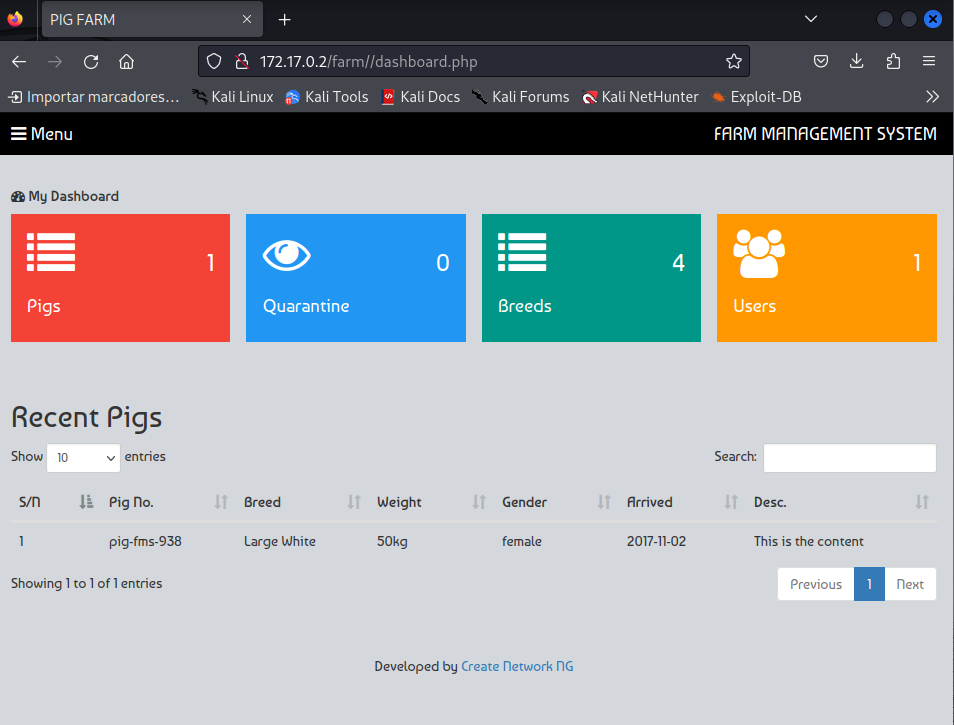 PIG FARM
172.17.0.2/farm//dashboard.php
Importar marcadores… Kali Linux Kali Tools Kali Docs Kali Forums Kali NetHunter Exploit-DB
Menu FARM MANAGEMENT SYSTEM
My Dashboard
1 0 4 1
Pigs Quarantine Breeds Users
Recent Pigs
Show 10 entries Search:
S/N Pig No. Breed Weight Gender Arrived Desc.
1 pig-fms-938 Large White 50kg female 2017-11-02 This is the content
Showing 1 to 1 of 1 entries Previous 1 Next
Developed by Create Network NG